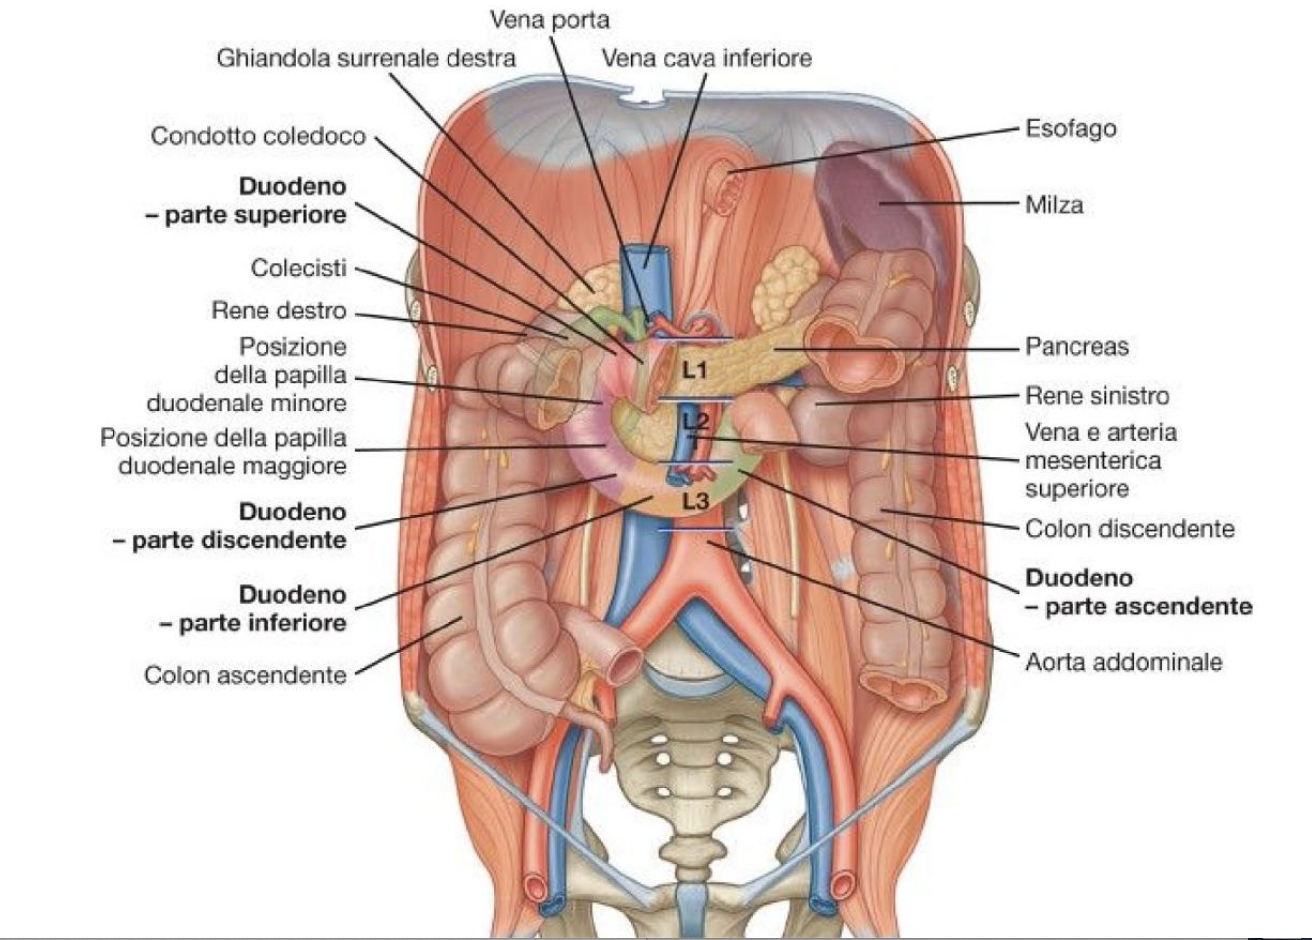 Vena porta
Ghiandola surrenale destra
Vena cava inferiore
Condotto coledoco
Duodeno
– parte superiore
Colecisti
Rene destro
Posizione
della papilla
duodenale minore
Posizione della papilla
duodenale maggiore
Duodeno
– parte discendente
Duodeno
– parte inferiore
Colon ascendente
L1
L2
L3
Esofago
Milza
Pancreas
Rene sinistro
Vena e arteria
mesenterica
superiore
Colon discendente
Duodeno
– parte ascendente
Aorta addominale